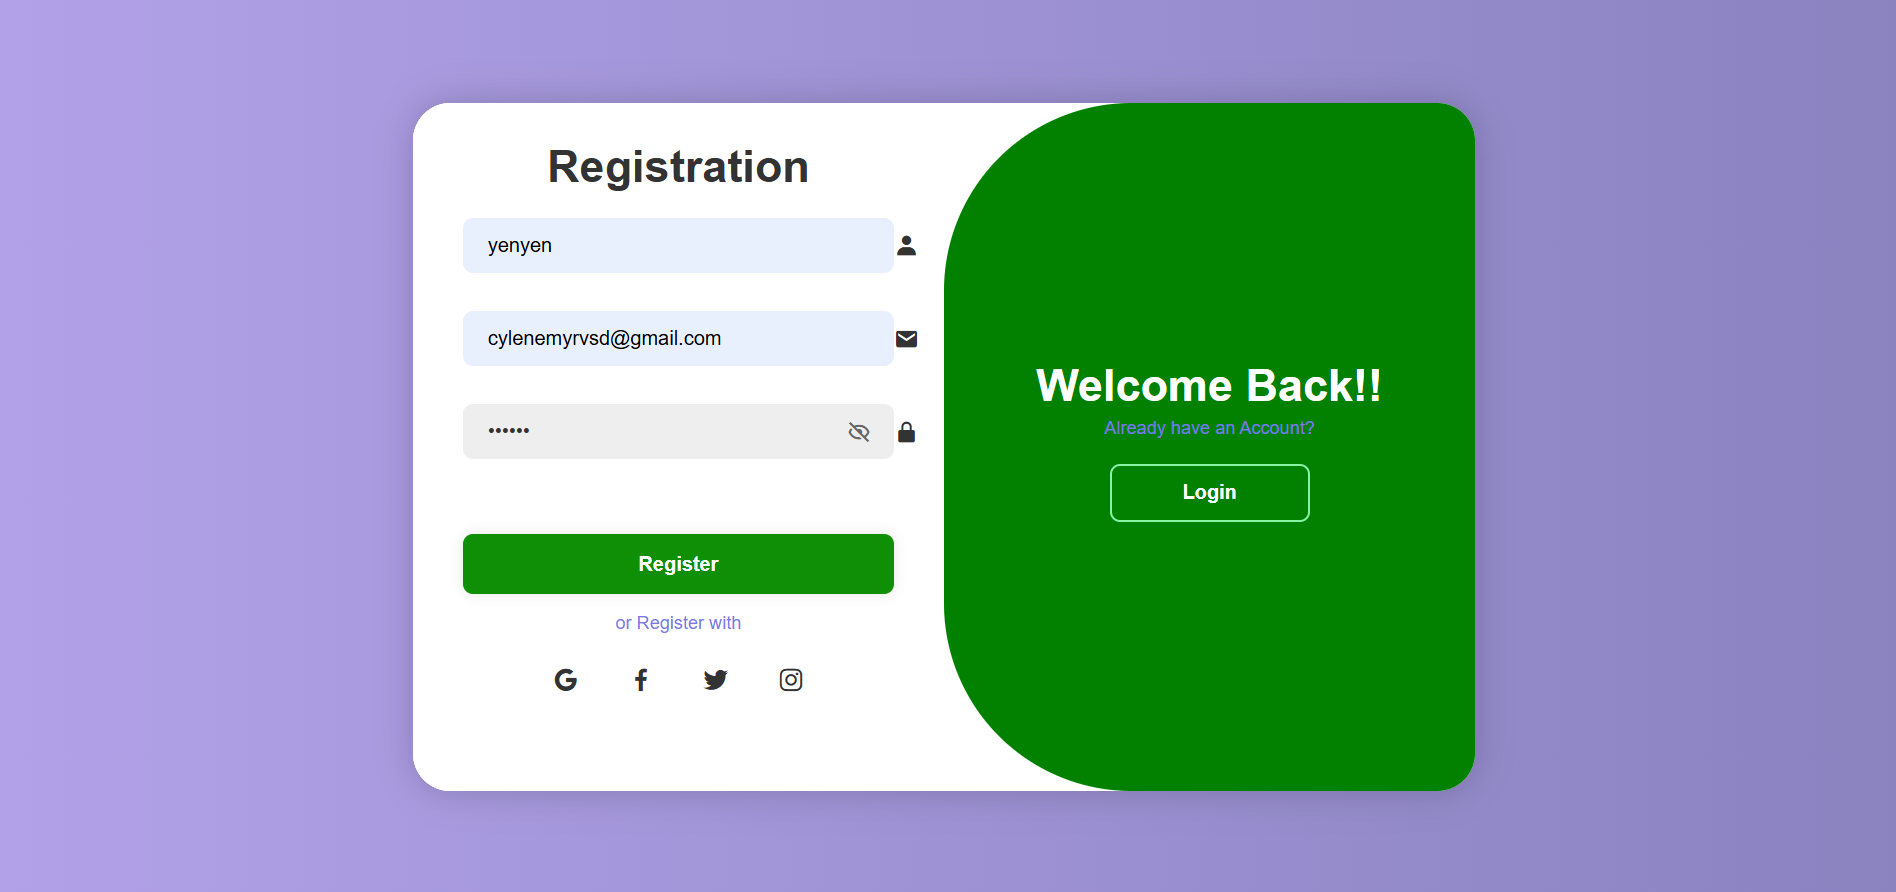 Registration
yenyen
cylenemyrvsd@gmail.com
••••••
Register
or Register with
Welcome Back!!
Already have an Account?
Login